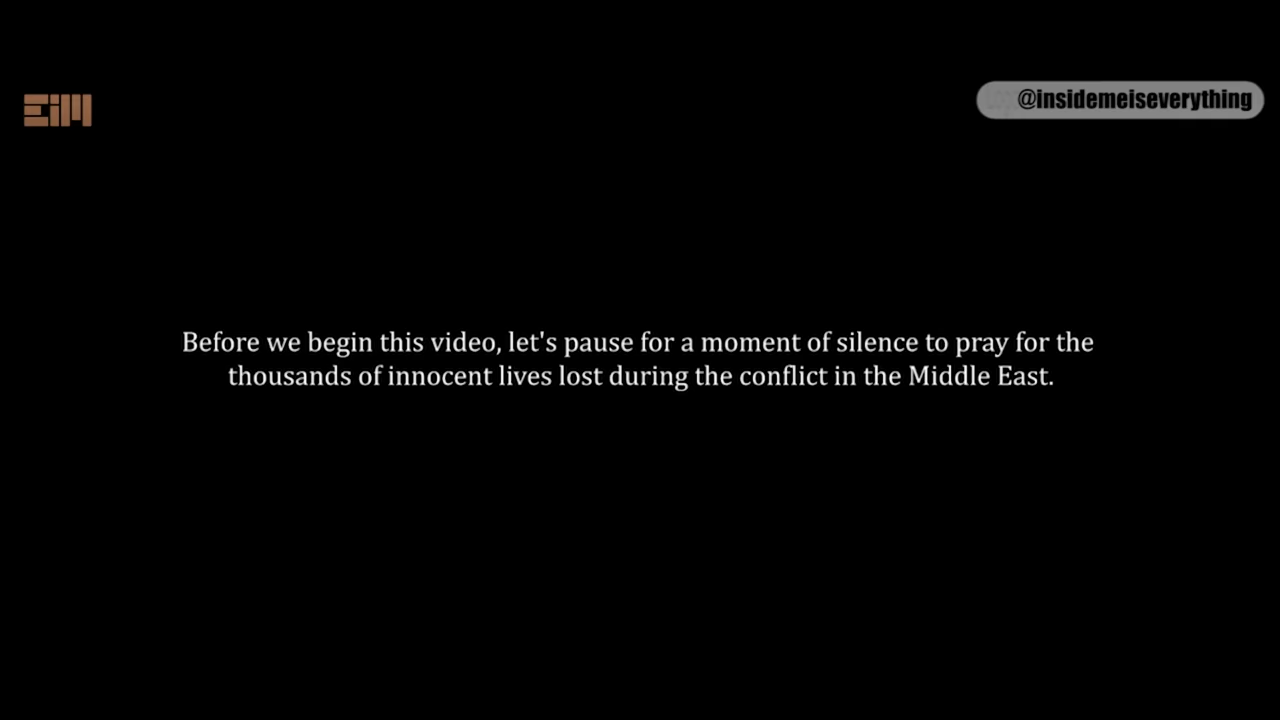 EiM
@insidemeiseverything
Before we begin this video, let's pause for a moment of silence to pray for the
thousands of innocent lives lost during the conflict in the Middle East.